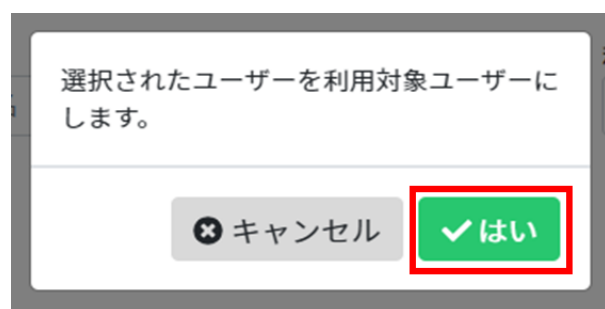 選択されたユーザーを利用対象ユーザーに
します。
キャンセル
はい